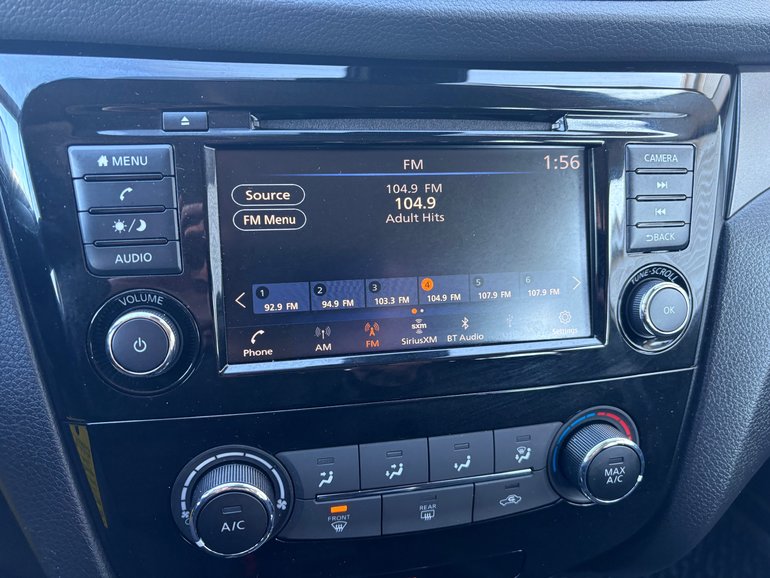 MENU
AUDIO
VOLUME
FM
1:56
Source
FM Menu
104.9 FM
104.9
Adult Hits
1 2 3 4 5 6
92.9 FM 94.9 FM 103.3 FM 104.9 FM 107.9 FM 107.9 FM
Phone AM FM sxm SiriusXM BT Audio Settings
CAMERA
BACK
TUNE·SCROLL
OK
A/C
FRONT
REAR
MAX A/C